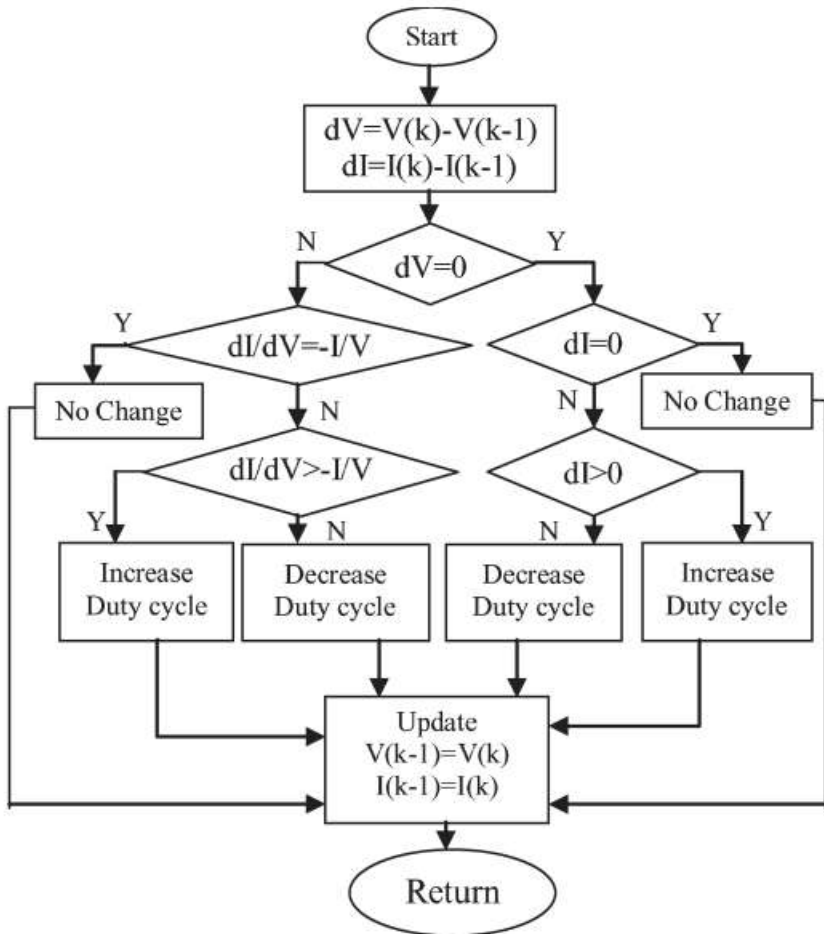 Start
dV=V(k)-V(k-1)
dI=I(k)-I(k-1)
N
Y
dV=0
Y
dI/dV=-I/V
dI=0
Y
No Change
N
N
No Change
dI/dV>-I/V
dI>0
Y
N
N
Y
Increase
Duty cycle
Decrease
Duty cycle
Decrease
Duty cycle
Increase
Duty cycle
Update
V(k-1)=V(k)
I(k-1)=I(k)
Return